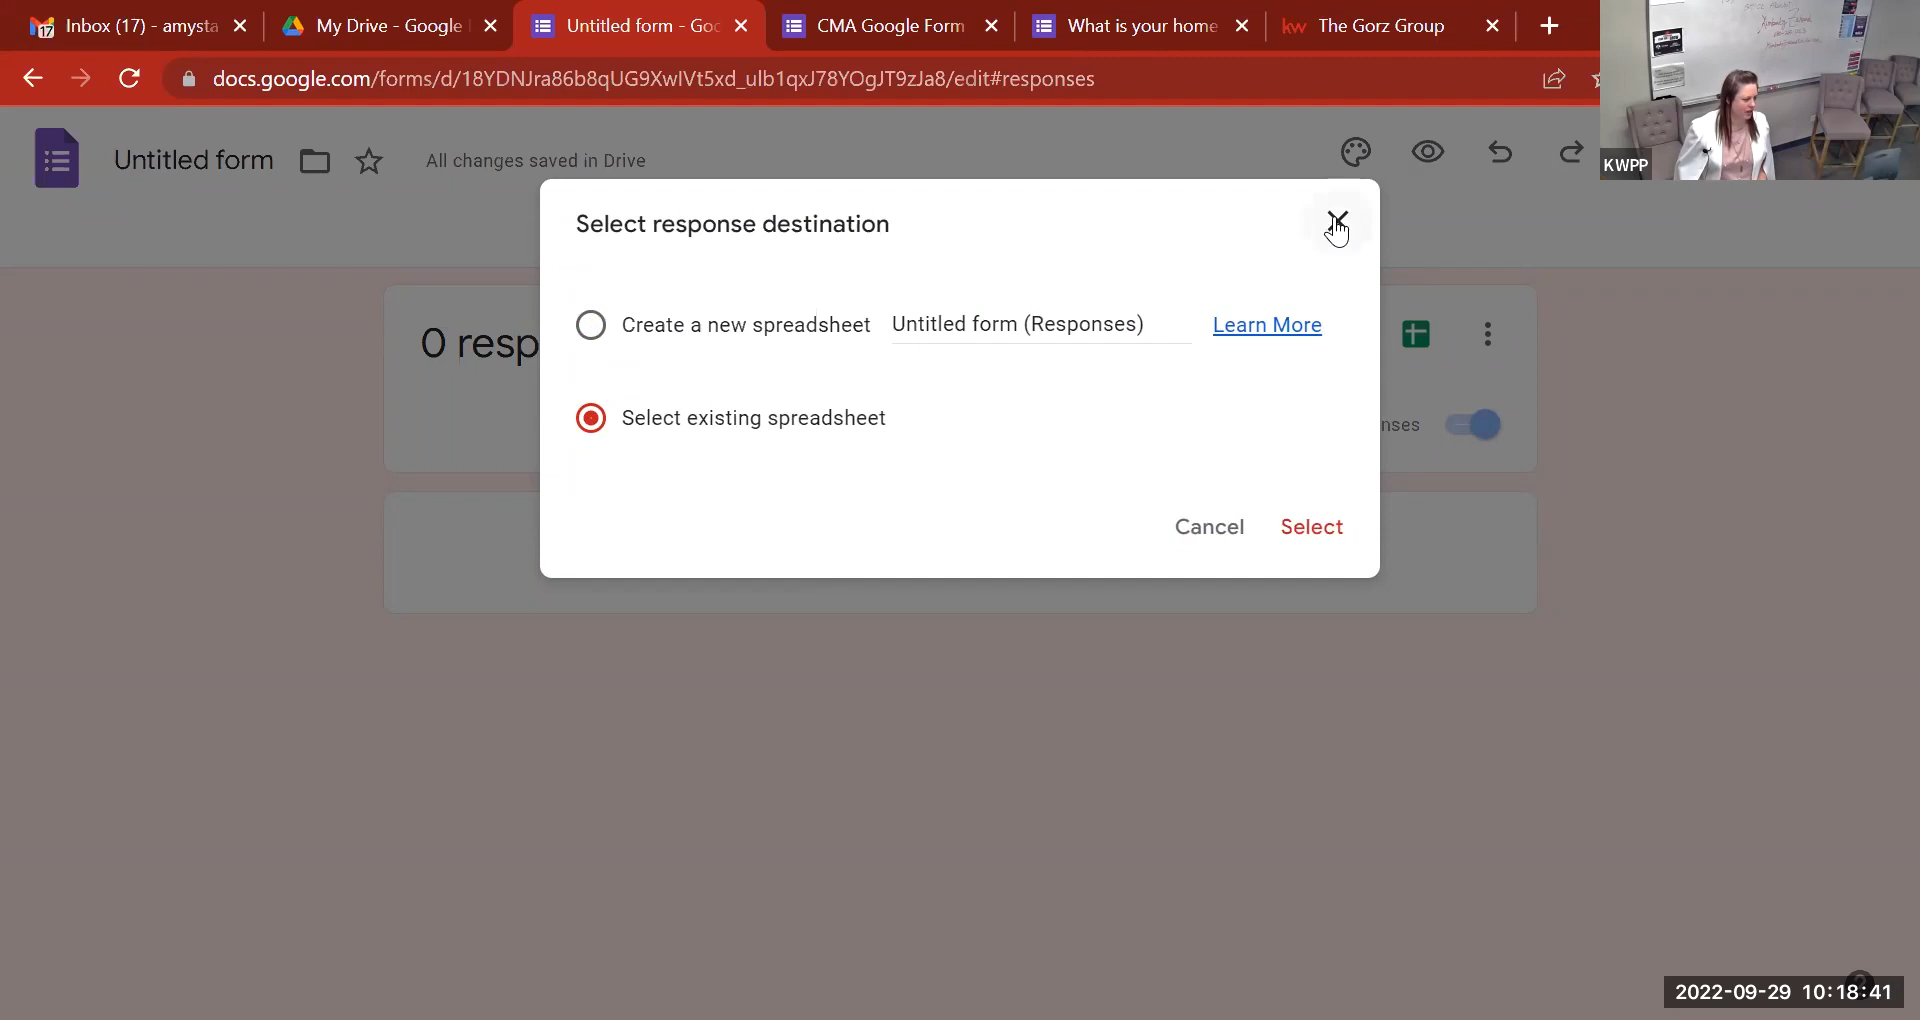 Inbox (17) - amysta
My Drive - Google
Untitled form - Goo
CMA Google Form
What is your home
kw The Gorz Group
docs.google.com/forms/d/18YDNJra86b8qUG9XwIVt5xd_ulb1qxJ78YOgJT9zJa8/edit#responses
KWPP
Untitled form
All changes saved in Drive
Select response destination
Create a new spreadsheet
Untitled form (Responses)
Learn More
0 resp
Select existing spreadsheet
nses
Cancel
Select
2022-09-29 10:18:41